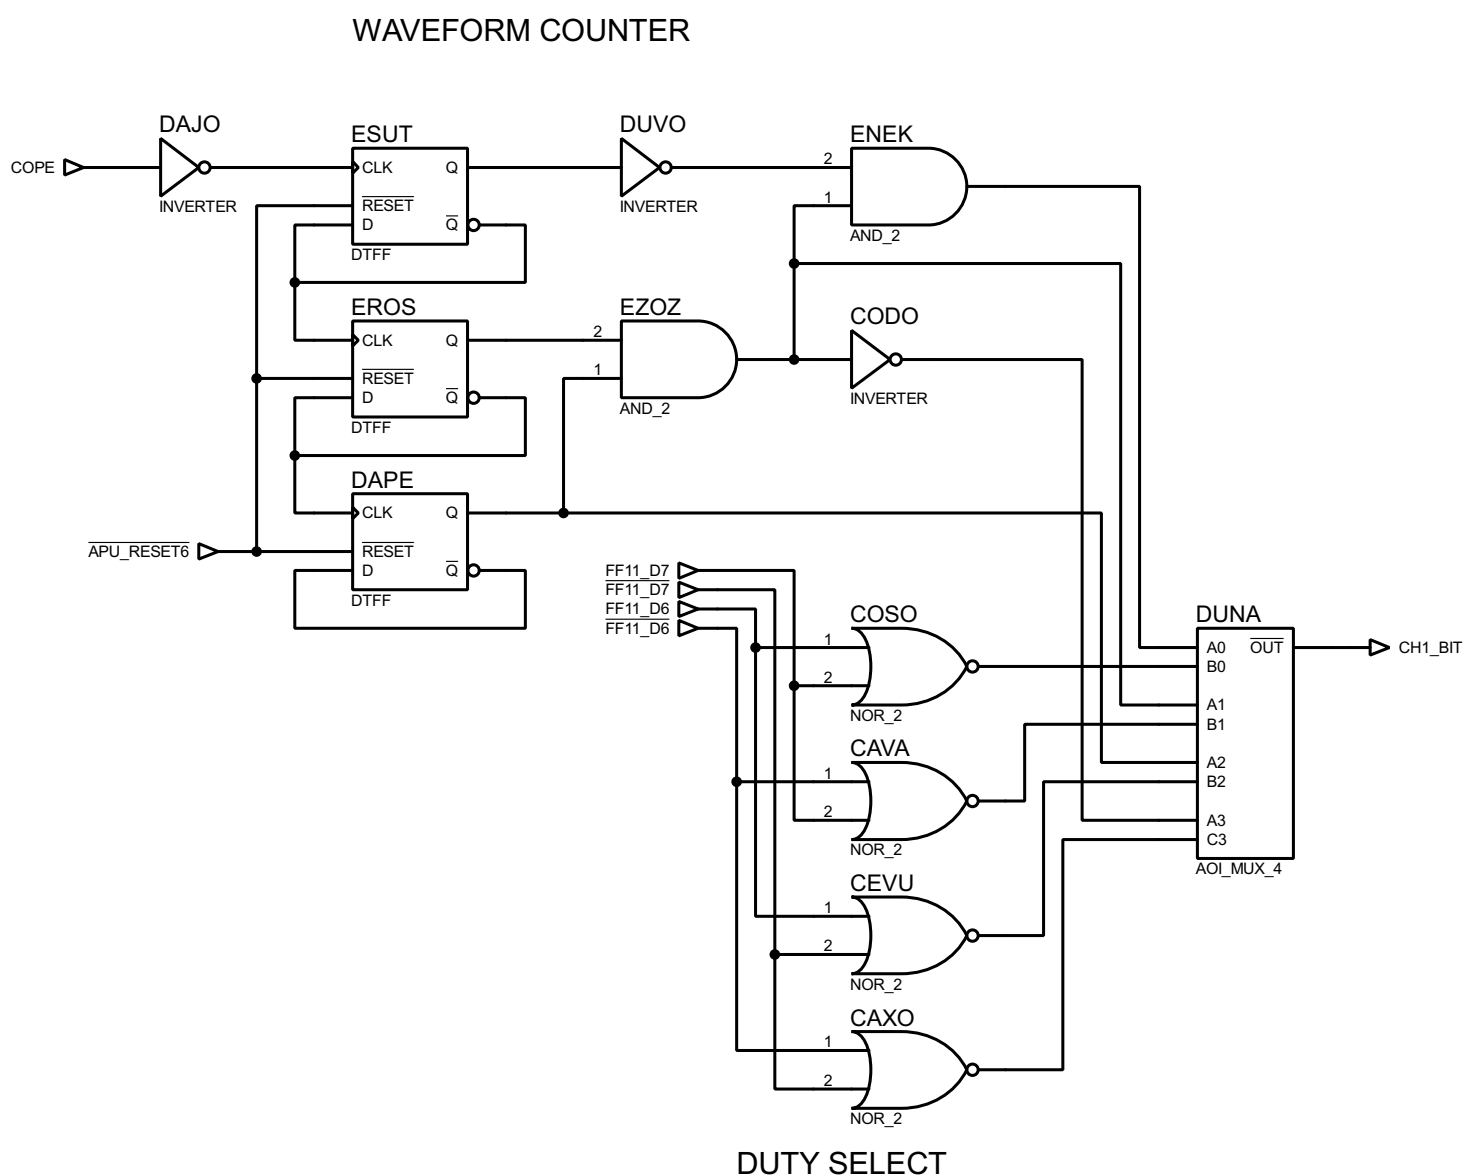 WAVEFORM COUNTER
DAJO
ESUT
DUVO
ENEK
COPE
INVERTER
CLK Q
RESET
D Q
DTFF
INVERTER
2
1
AND_2
EROS
EZOZ
CODO
CLK Q
RESET
D Q
DTFF
2
1
AND_2
INVERTER
DAPE
CLK Q
RESET
D Q
DTFF
APU_RESET6
FF11_D7
FF11_D7
FF11_D6
FF11_D6
COSO
1
2
NOR_2
CAVA
1
2
NOR_2
CEVU
1
2
NOR_2
CAXO
1
2
NOR_2
DUNA
A0 OUT
B0
A1
B1
A2
B2
A3
C3
AOI_MUX_4
CH1_BIT
DUTY SELECT